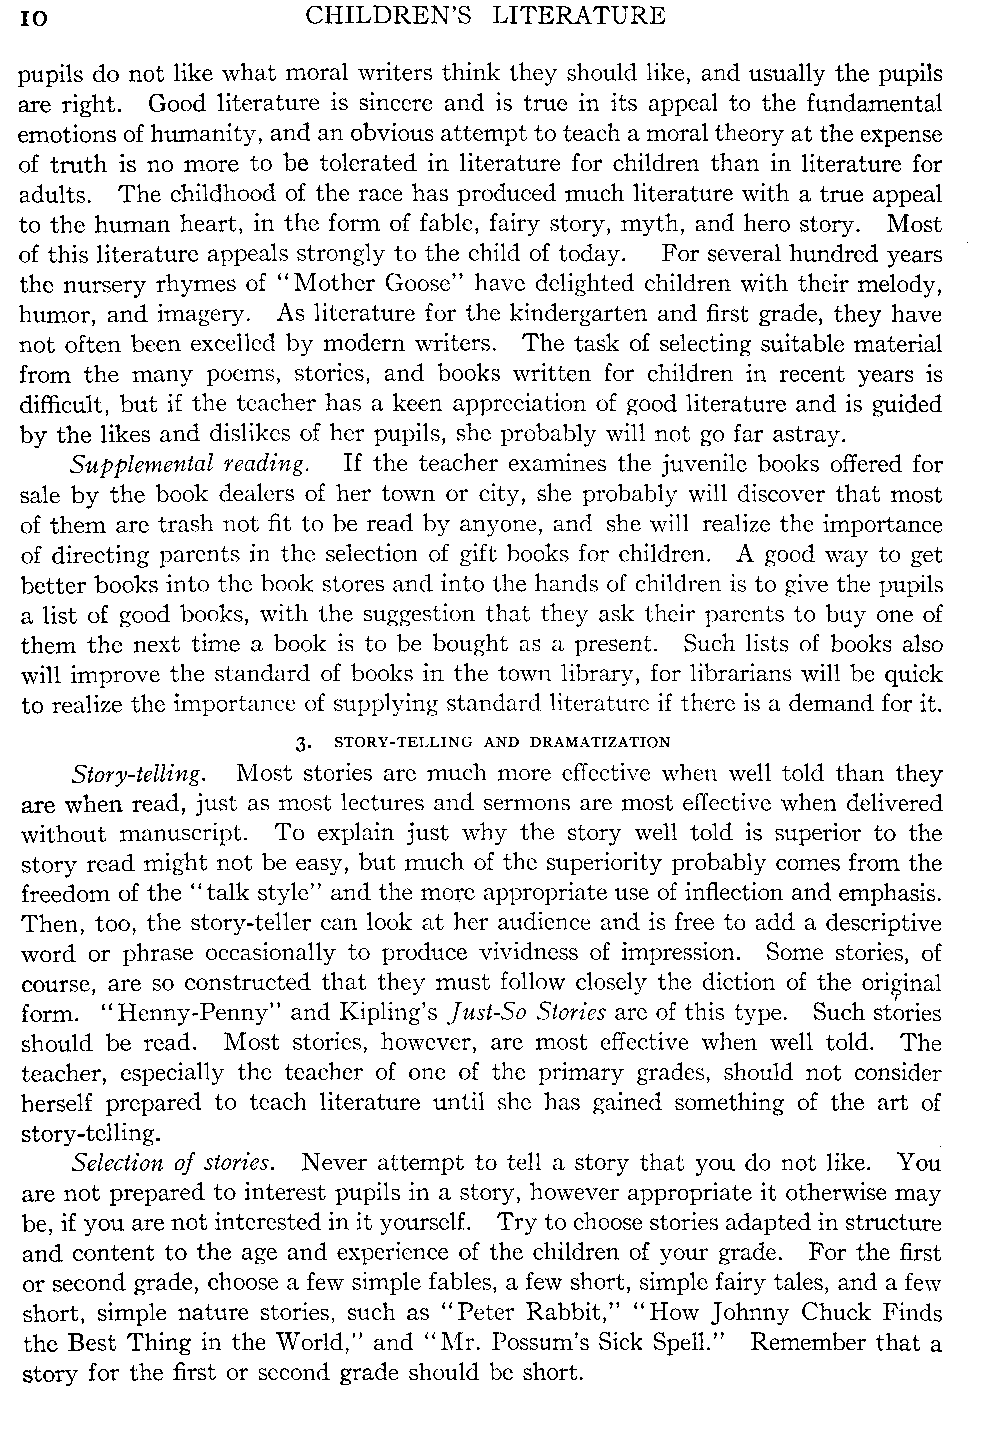 10 CHILDREN'S LITERATURE
pupils do not like what moral writers think they should like, and usually the pupils
are right. Good literature is sincere and is true in its appeal to the fundamental
emotions of humanity, and an obvious attempt to teach a moral theory at the expense
of truth is no more to be tolerated in literature for children than in literature for
adults. The childhood of the race has produced much literature with a true appeal
to the human heart, in the form of fable, fairy story, myth, and hero story. Most
of this literature appeals strongly to the child of today. For several hundred years
the nursery rhymes of "Mother Goose" have delighted children with their melody,
humor, and imagery. As literature for the kindergarten and first grade, they have
not often been excelled by modern writers. The task of selecting suitable material
from the many poems, stories, and books written for children in recent years is
difficult, but if the teacher has a keen appreciation of good literature and is guided
by the likes and dislikes of her pupils, she probably will not go far astray.
Supplemental reading. If the teacher examines the juvenile books offered for
sale by the book dealers of her town or city, she probably will discover that most
of them are trash not fit to be read by anyone, and she will realize the importance
of directing parents in the selection of gift books for children. A good way to get
better books into the book stores and into the hands of children is to give the pupils
a list of good books, with the suggestion that they ask their parents to buy one of
them the next time a book is to be bought as a present. Such lists of books also
will improve the standard of books in the town library, for librarians will be quick
to realize the importance of supplying standard literature if there is a demand for it.
3. STORY-TELLING AND DRAMATIZATION
Story-telling. Most stories are much more effective when well told than they
are when read, just as most lectures and sermons are most effective when delivered
without manuscript. To explain just why the story well told is superior to the
story read might not be easy, but much of the superiority probably comes from the
freedom of the "talk style" and the more appropriate use of inflection and emphasis.
Then, too, the story-teller can look at her audience and is free to add a descriptive
word or phrase occasionally to produce vividness of impression. Some stories, of
course, are so constructed that they must follow closely the diction of the original
form. "Henny-Penny" and Kipling's Just-So Stories are of this type. Such stories
should be read. Most stories, however, are most effective when well told. The
teacher, especially the teacher of one of the primary grades, should not consider
herself prepared to teach literature until she has gained something of the art of
story-telling.
Selection of stories. Never attempt to tell a story that you do not like. You
are not prepared to interest pupils in a story, however appropriate it otherwise may
be, if you are not interested in it yourself. Try to choose stories adapted in structure
and content to the age and experience of the children of your grade. For the first
or second grade, choose a few simple fables, a few short, simple fairy tales, and a few
short, simple nature stories, such as "Peter Rabbit," "How Johnny Chuck Finds
the Best Thing in the World," and "Mr. Possum's Sick Spell." Remember that a
story for the first or second grade should be short.